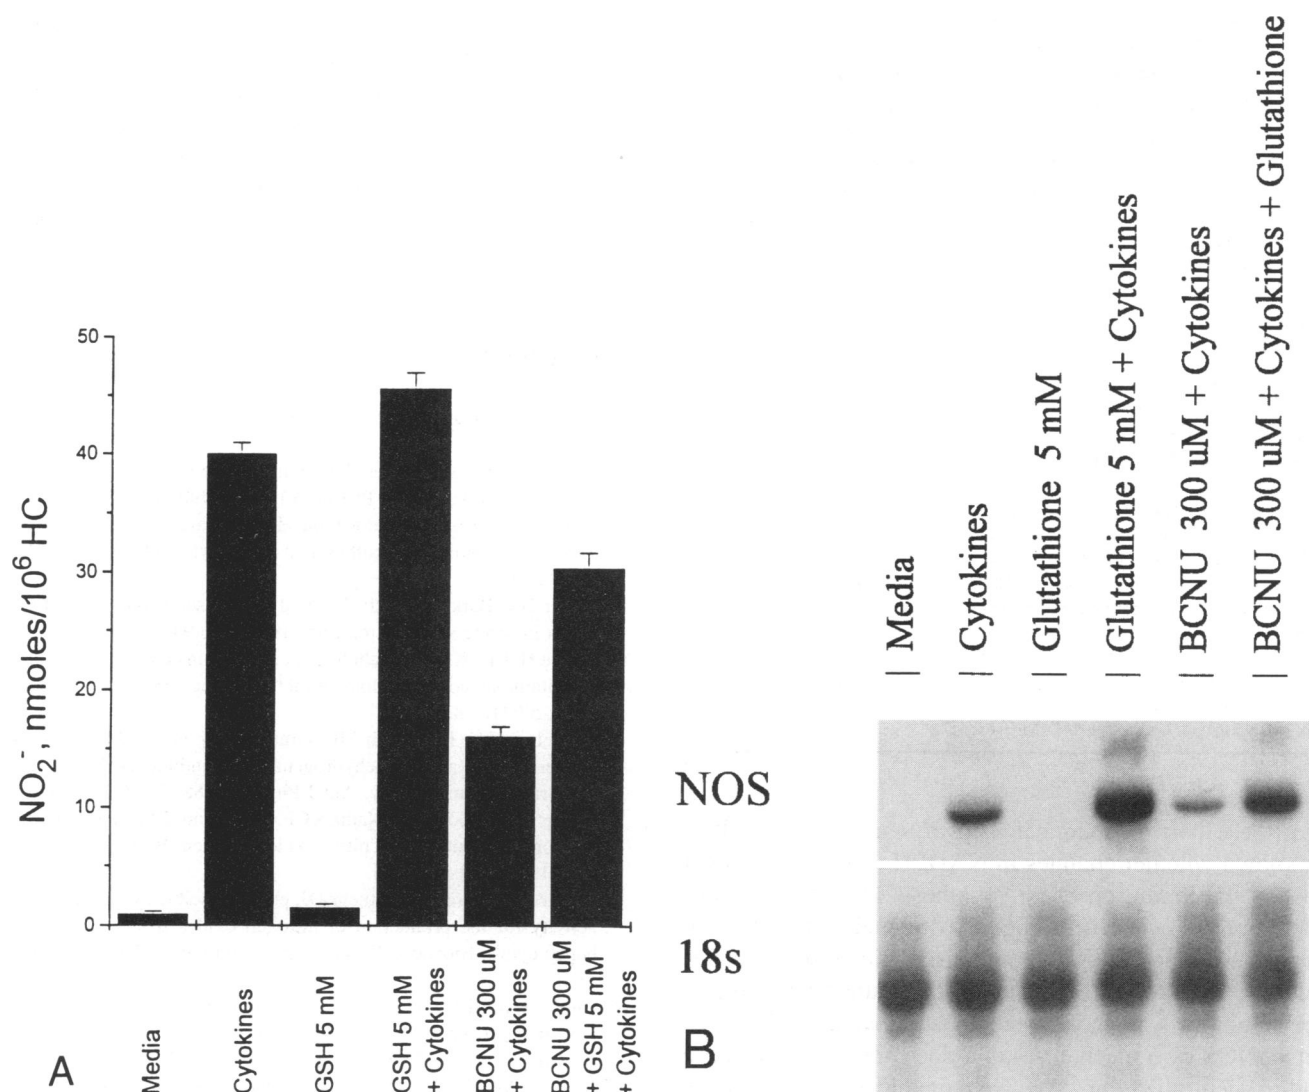 50
40
30
20
10
0
NO2-, nmoles/10^6 HC
Media
Cytokines
GSH 5 mM
GSH 5 mM
+ Cytokines
BCNU 300 uM
+ Cytokines
BCNU 300 uM
+ GSH 5 mM
+ Cytokines
A
| Media
| Cytokines
| Glutathione 5 mM
| Glutathione 5 mM + Cytokines
| BCNU 300 uM + Cytokines
| BCNU 300 uM + Cytokines + Glutathione
NOS
18s
B